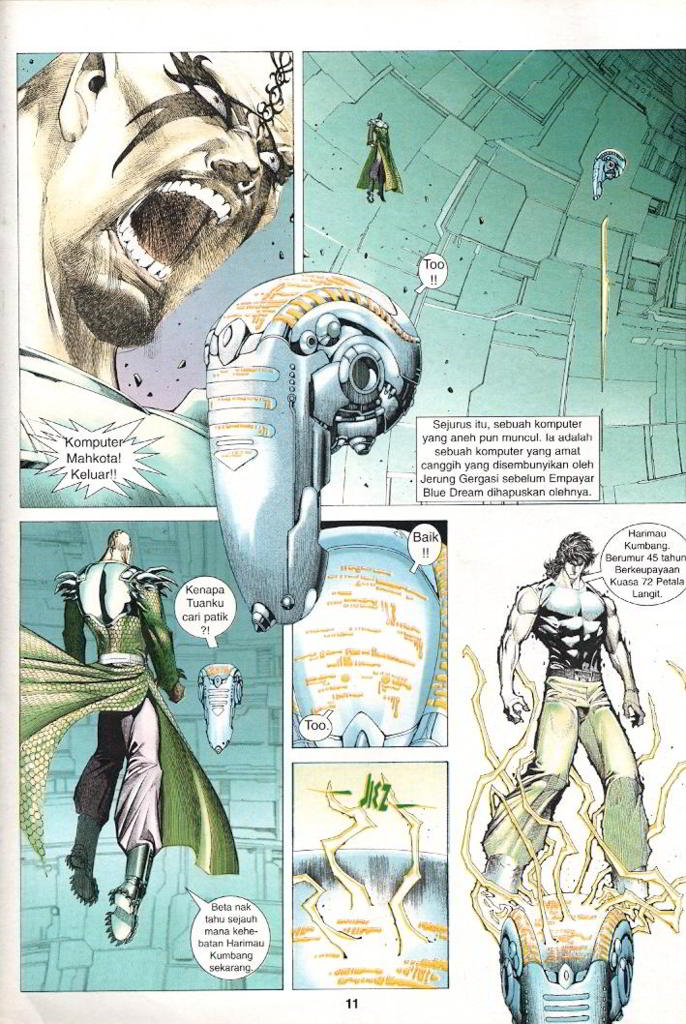 Komputer
Mahkota!
Keluar!!
Too
!!
Sejurus itu, sebuah komputer
yang aneh pun muncul. Ia adalah
sebuah komputer yang amat
canggih yang disembunyikan oleh
Jerung Gergasi sebelum Empayar
Blue Dream dihapuskan olehnya.
Kenapa
Tuanku
cari patik
?!
Beta nak
tahu sejauh
mana kehe-
batan Harimau
Kumbang
sekarang.
Baik
!!
Too.
Harimau
Kumbang.
Berumur 45 tahun
Berkeupayaan
Kuasa 72 Petala
Langit.
11